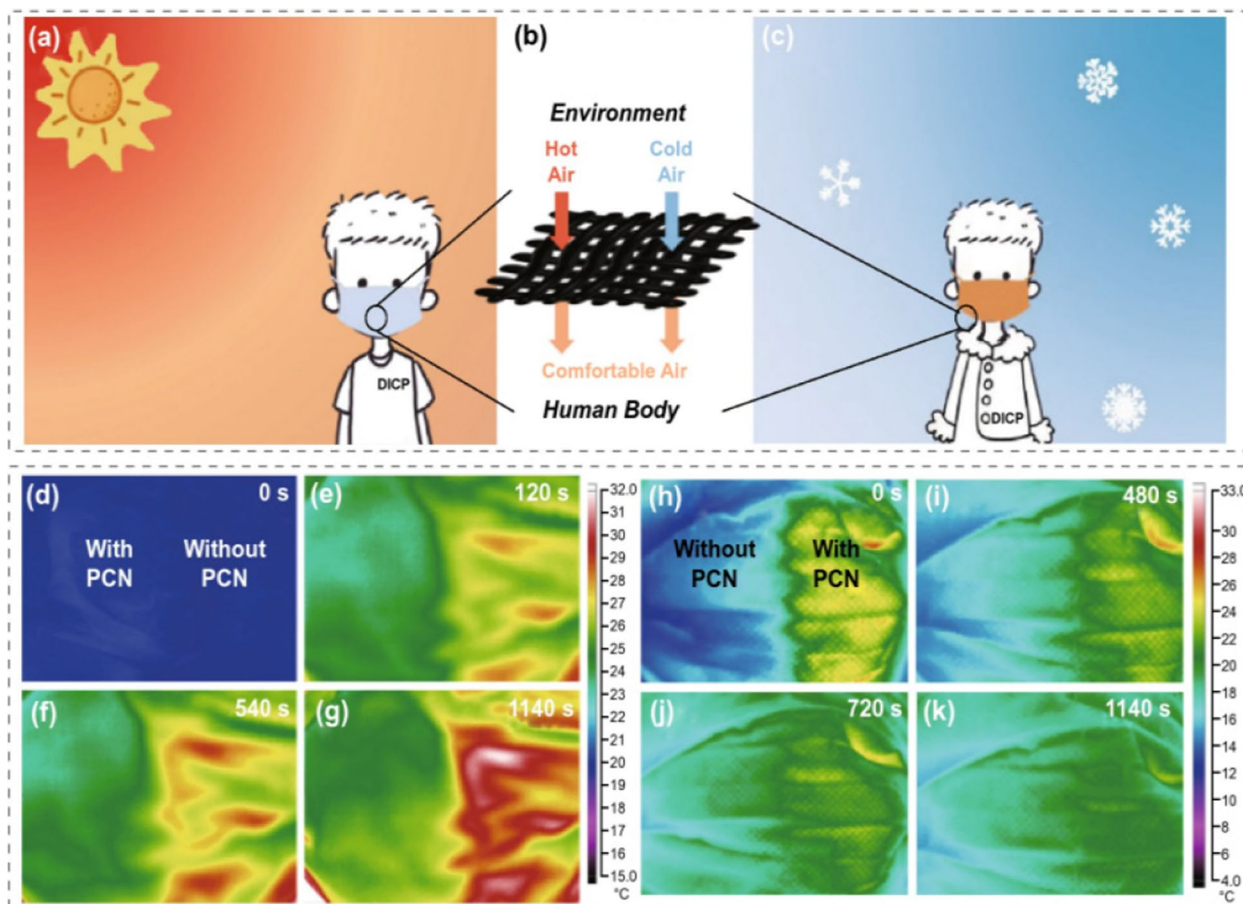 (a)
(b)
(c)
Environment
Hot
Air
Cold
Air
Comfortable Air
Human Body
DICP
DICP
(d)
0 s
With
PCN
Without
PCN
(e)
120 s
(f)
540 s
(g)
1140 s
32.0
31
30
29
28
27
26
25
24
23
22
21
20
19
18
17
16
15.0
°C
(h)
0 s
Without
PCN
With
PCN
(i)
480 s
(j)
720 s
(k)
1140 s
33.0
30
28
26
24
22
20
18
16
14
12
10
8
6
4.0
°C